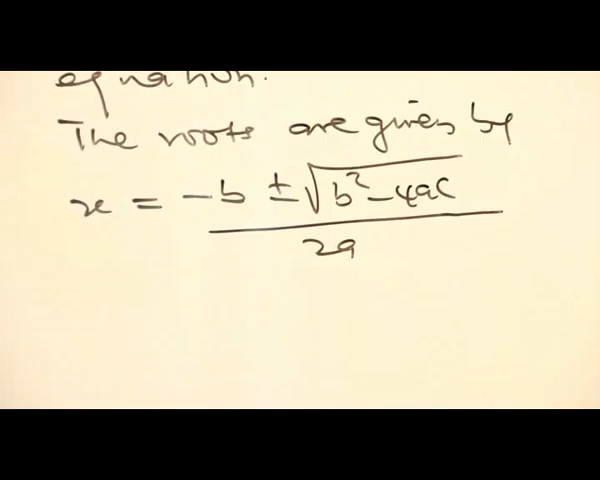 equation.
The roots are given by
x = -b ± √b² - 4ac
2a